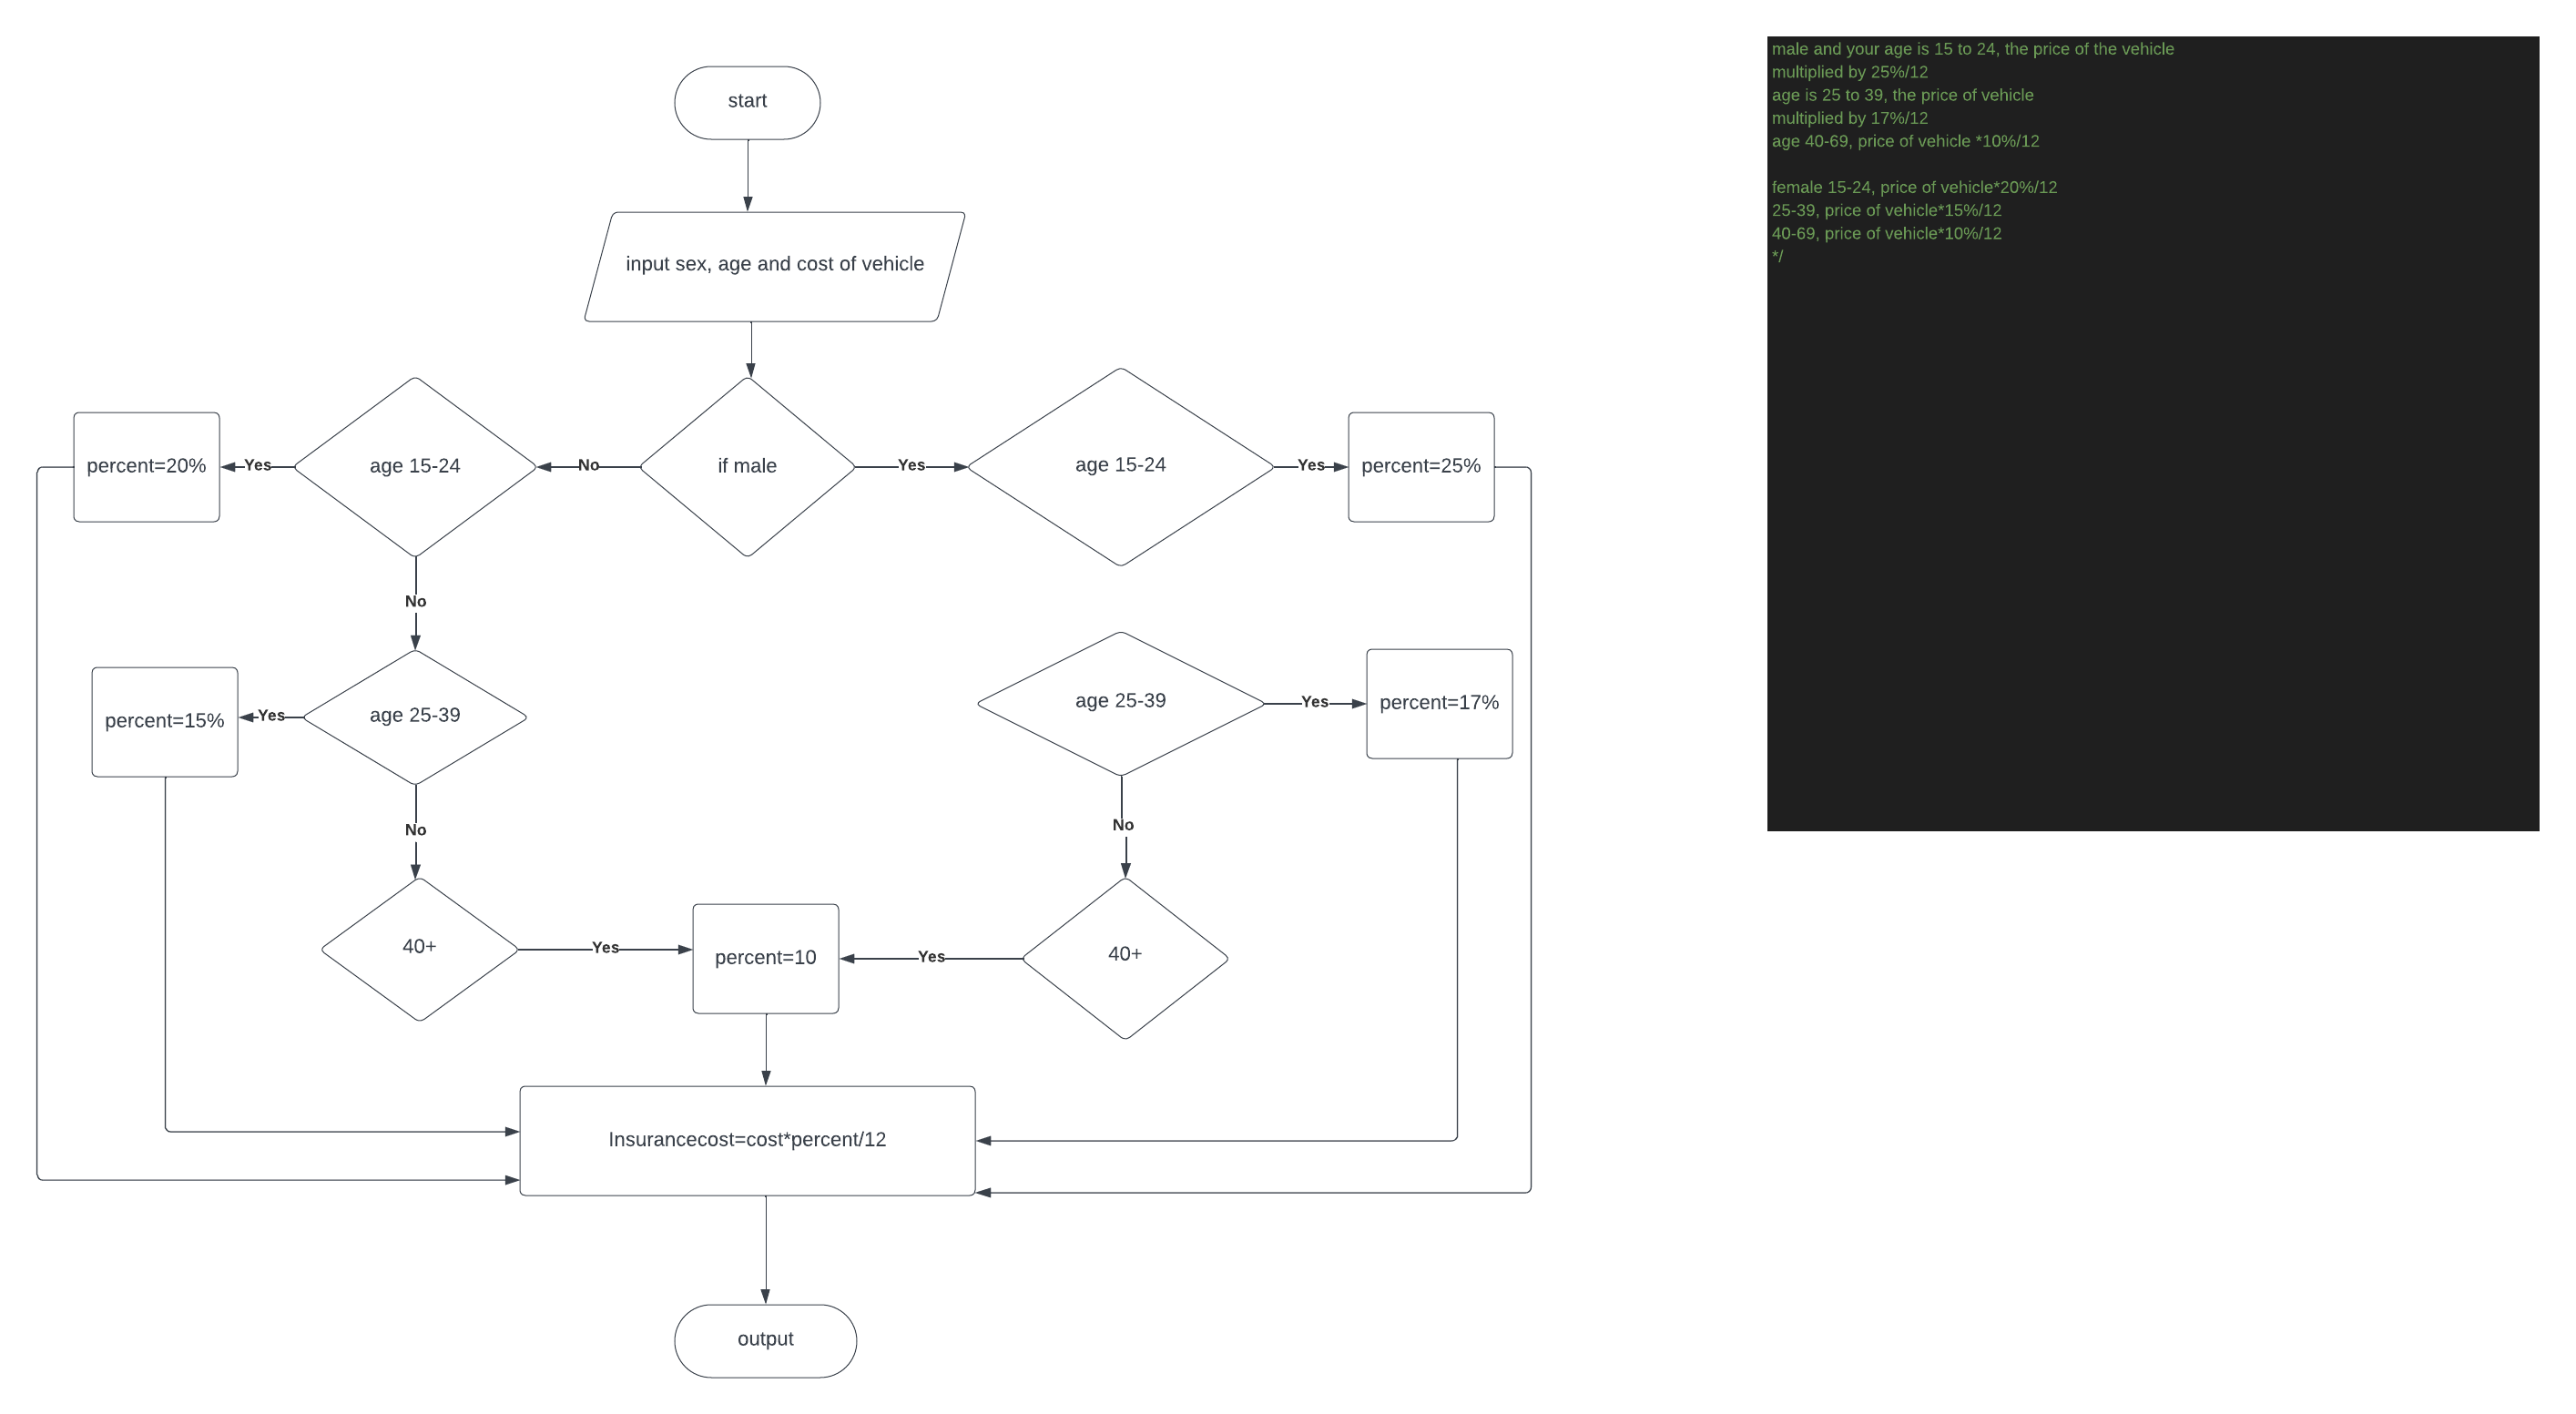 start
input sex, age and cost of vehicle
if male
No
Yes
age 15-24
Yes
percent=20%
age 15-24
Yes
percent=25%
No
age 25-39
Yes
percent=15%
age 25-39
Yes
percent=17%
No
No
40+
Yes
percent=10
Yes
40+
Insurancecost=cost*percent/12
output
male and your age is 15 to 24, the price of the vehicle
multiplied by 25%/12
age is 25 to 39, the price of vehicle
multiplied by 17%/12
age 40-69, price of vehicle *10%/12
female 15-24, price of vehicle*20%/12
25-39, price of vehicle*15%/12
40-69, price of vehicle*10%/12
*/